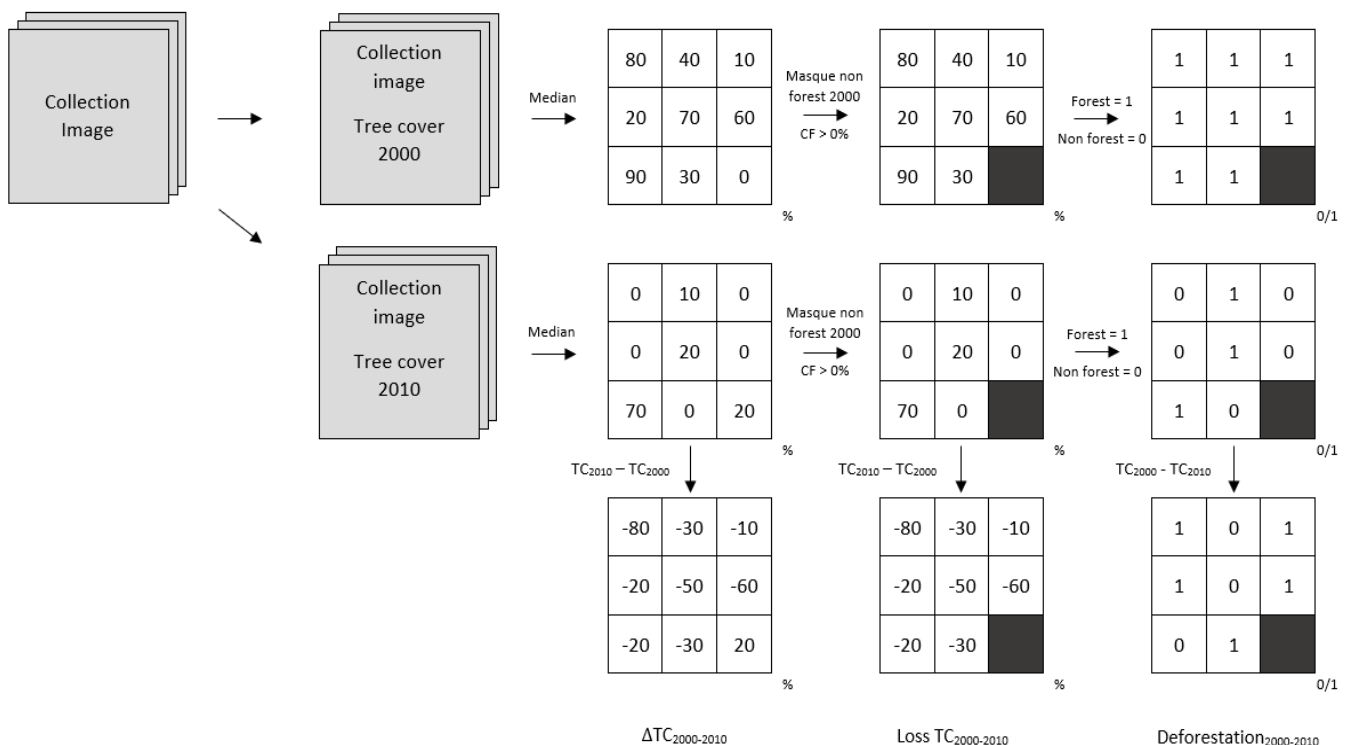 Collection
Image
Collection
image
Tree cover
2000
Median
80 40 10
20 70 60
90 30 0
%
Masque non
forest 2000
CF > 0%
80 40 10
20 70 60
90 30
%
Forest = 1
Non forest = 0
1 1 1
1 1 1
1 1
0/1
Collection
image
Tree cover
2010
Median
0 10 0
0 20 0
70 0 20
%
Masque non
forest 2000
CF > 0%
0 10 0
0 20 0
70 0
%
Forest = 1
Non forest = 0
0 1 0
0 1 0
1 0
0/1
TC2010 – TC2000
TC2010 – TC2000
TC2000 - TC2010
-80 -30 -10
-20 -50 -60
-20 -30 20
%
-80 -30 -10
-20 -50 -60
-20 -30
%
1 0 1
1 0 1
0 1
0/1
ΔTC2000-2010
Loss TC2000-2010
Deforestation2000-2010